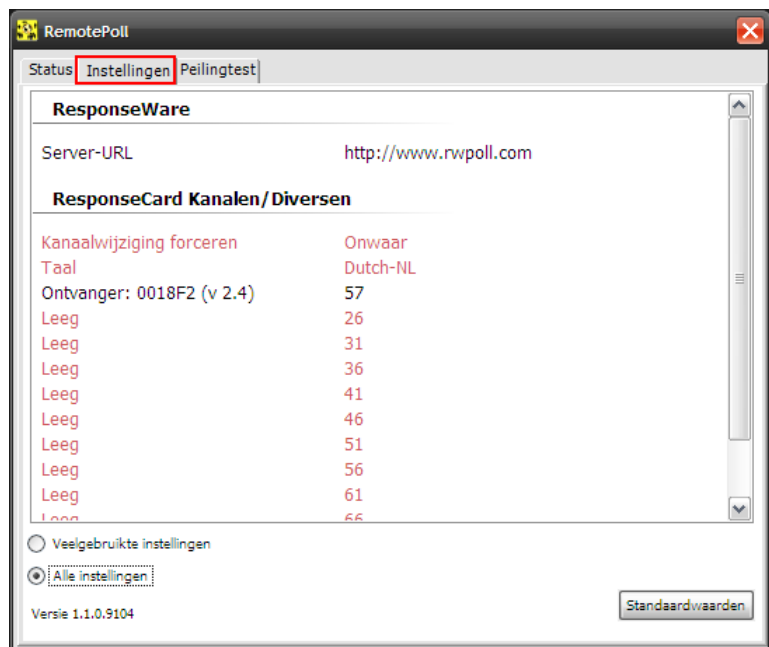 RemotePoll
Status Instellingen Peilingtest
ResponseWare
Server-URL http://www.rwpoll.com
ResponseCard Kanalen/Diversen
Kanaalwijziging forceren Onwaar
Taal Dutch-NL
Ontvanger: 0018F2 (v 2.4) 57
Leeg 26
Leeg 31
Leeg 36
Leeg 41
Leeg 46
Leeg 51
Leeg 56
Leeg 61
Leeg 66
Veelgebruikte instellingen
Alle instellingen
Versie 1.1.0.9104 Standaardwaarden